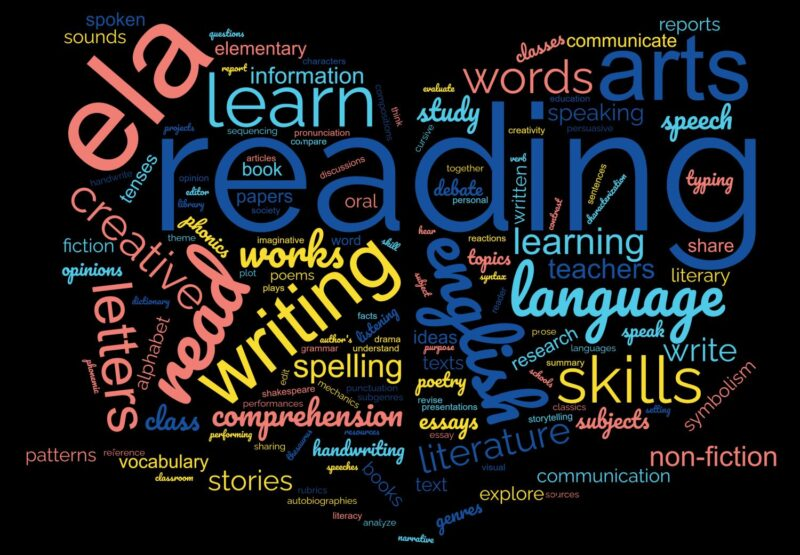 spoken
sounds
ela
questions
elementary
report
characters
information
learn
compositions
think
projects
sequencing
pronunciation
compare
reading
reports
classes
communicate
words
arts
evaluate
education
study
speaking
speech
cursive
creativity
persuasive
handwrite
tenses
opinion
articles
discussions
editor
book
library
papers
society
oral
together
verb
debate
personal
written
contrast
sentences
characterization
typing
creative
phonics
theme
imaginative
word
skill
works
fiction
opinions
plot
poems
plays
hear
reactions
learning
share
topics
teachers
syntax
literary
subject
reader
language
english
read
writing
letters
dictionary
alphabet
phonemic
facts
listening
author's
drama
grammar
understand
spelling
ideas
purpose
texts
prose
research
languages
speak
write
summary
schools
skills
symbolism
edit
mechanics
shakespeare
punctuation
subgenres
performances
poetry
revise
presentations
classics
setting
storytelling
class
comprehension
essays
essay
subjects
performing
thesaurus
resources
sharing
handwriting
literature
patterns
reference
vocabulary
classroom
speeches
books
visual
non-fiction
stories
rubrics
autobiographies
text
communication
explore
sources
literacy
analyze
genres
narrative